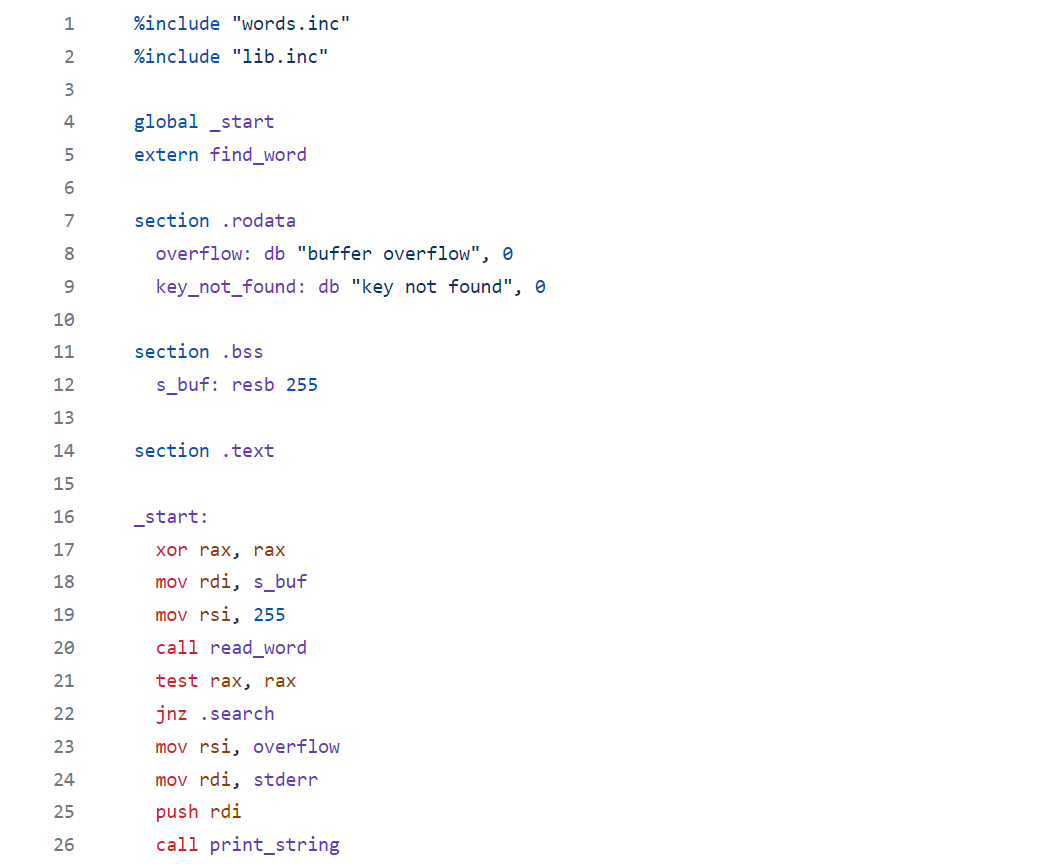 1 %include "words.inc"
2 %include "lib.inc"
3
4 global _start
5 extern find_word
6
7 section .rodata
8   overflow: db "buffer overflow", 0
9   key_not_found: db "key not found", 0
10
11 section .bss
12   s_buf: resb 255
13
14 section .text
15
16 _start:
17   xor rax, rax
18   mov rdi, s_buf
19   mov rsi, 255
20   call read_word
21   test rax, rax
22   jnz .search
23   mov rsi, overflow
24   mov rdi, stderr
25   push rdi
26   call print_string